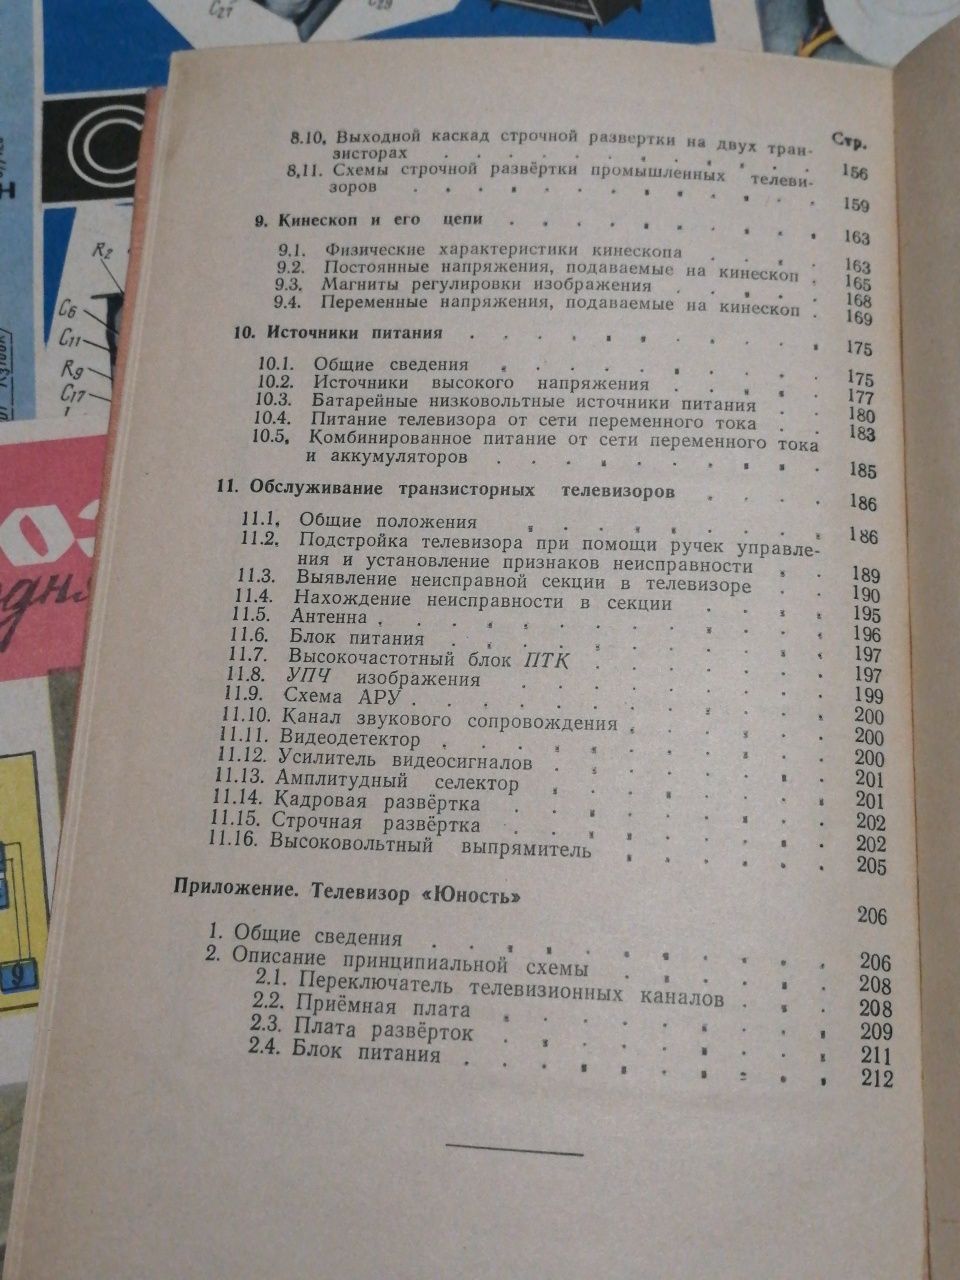 C27
C29
Стр.
8.10. Выходной каскад строчной развертки на двух тран-
зисторах . . . . . . . . . . 156
8.11. Схемы строчной развёртки промышленных телеви-
зоров . . . . . . . . . . . 159
9. Кинескоп и его цепи . . . . . . . . . 163
9.1. Физические характеристики кинескопа . . . . 163
9.2. Постоянные напряжения, подаваемые на кинескоп . 165
9.3. Магниты регулировки изображения . . . . 168
9.4. Переменные напряжения, подаваемые на кинескоп . 169
10. Источники питания . . . . . . . . . . 175
10.1. Общие сведения . . . . . . . . . 175
10.2. Источники высокого напряжения . . . . 177
10.3. Батарейные низковольтные источники питания . . 180
10.4. Питание телевизора от сети переменного тока . . 183
10.5. Комбинированное питание от сети переменного тока
и аккумуляторов . . . . . . . . . 185
11. Обслуживание транзисторных телевизоров . . . . 186
11.1. Общие положения . . . . . . . . 186
11.2. Подстройка телевизора при помощи ручек управле-
ния и установление признаков неисправности . . 189
11.3. Выявление неисправной секции в телевизоре . . 190
11.4. Нахождение неисправности в секции . . . . 195
11.5. Антенна . . . . . . . . . . . . 196
11.6. Блок питания . . . . . . . . . . 197
11.7. Высокочастотный блок ПТК . . . . . . 197
11.8. УПЧ изображения . . . . . . . . 199
11.9. Схема АРУ . . . . . . . . . . . 200
11.10. Канал звукового сопровождения . . . . . 200
11.11. Видеодетектор . . . . . . . . . . 200
11.12. Усилитель видеосигналов . . . . . . . 201
11.13. Амплитудный селектор . . . . . . . 201
11.14. Кадровая развёртка . . . . . . . . 202
11.15. Строчная развёртка . . . . . . . . 202
11.16. Высоковольтный выпрямитель . . . . . 205
Приложение. Телевизор «Юность» 206
1. Общие сведения . . . . . . . . . . 206
2. Описание принципиальной схемы . . . . . . 208
2.1. Переключатель телевизионных каналов . . . 208
2.2. Приёмная плата . . . . . . . . . 209
2.3. Плата развёрток . . . . . . . . . 211
2.4. Блок питания . . . . . . . . . . 212
R2
C6
C11
R9
C17
9